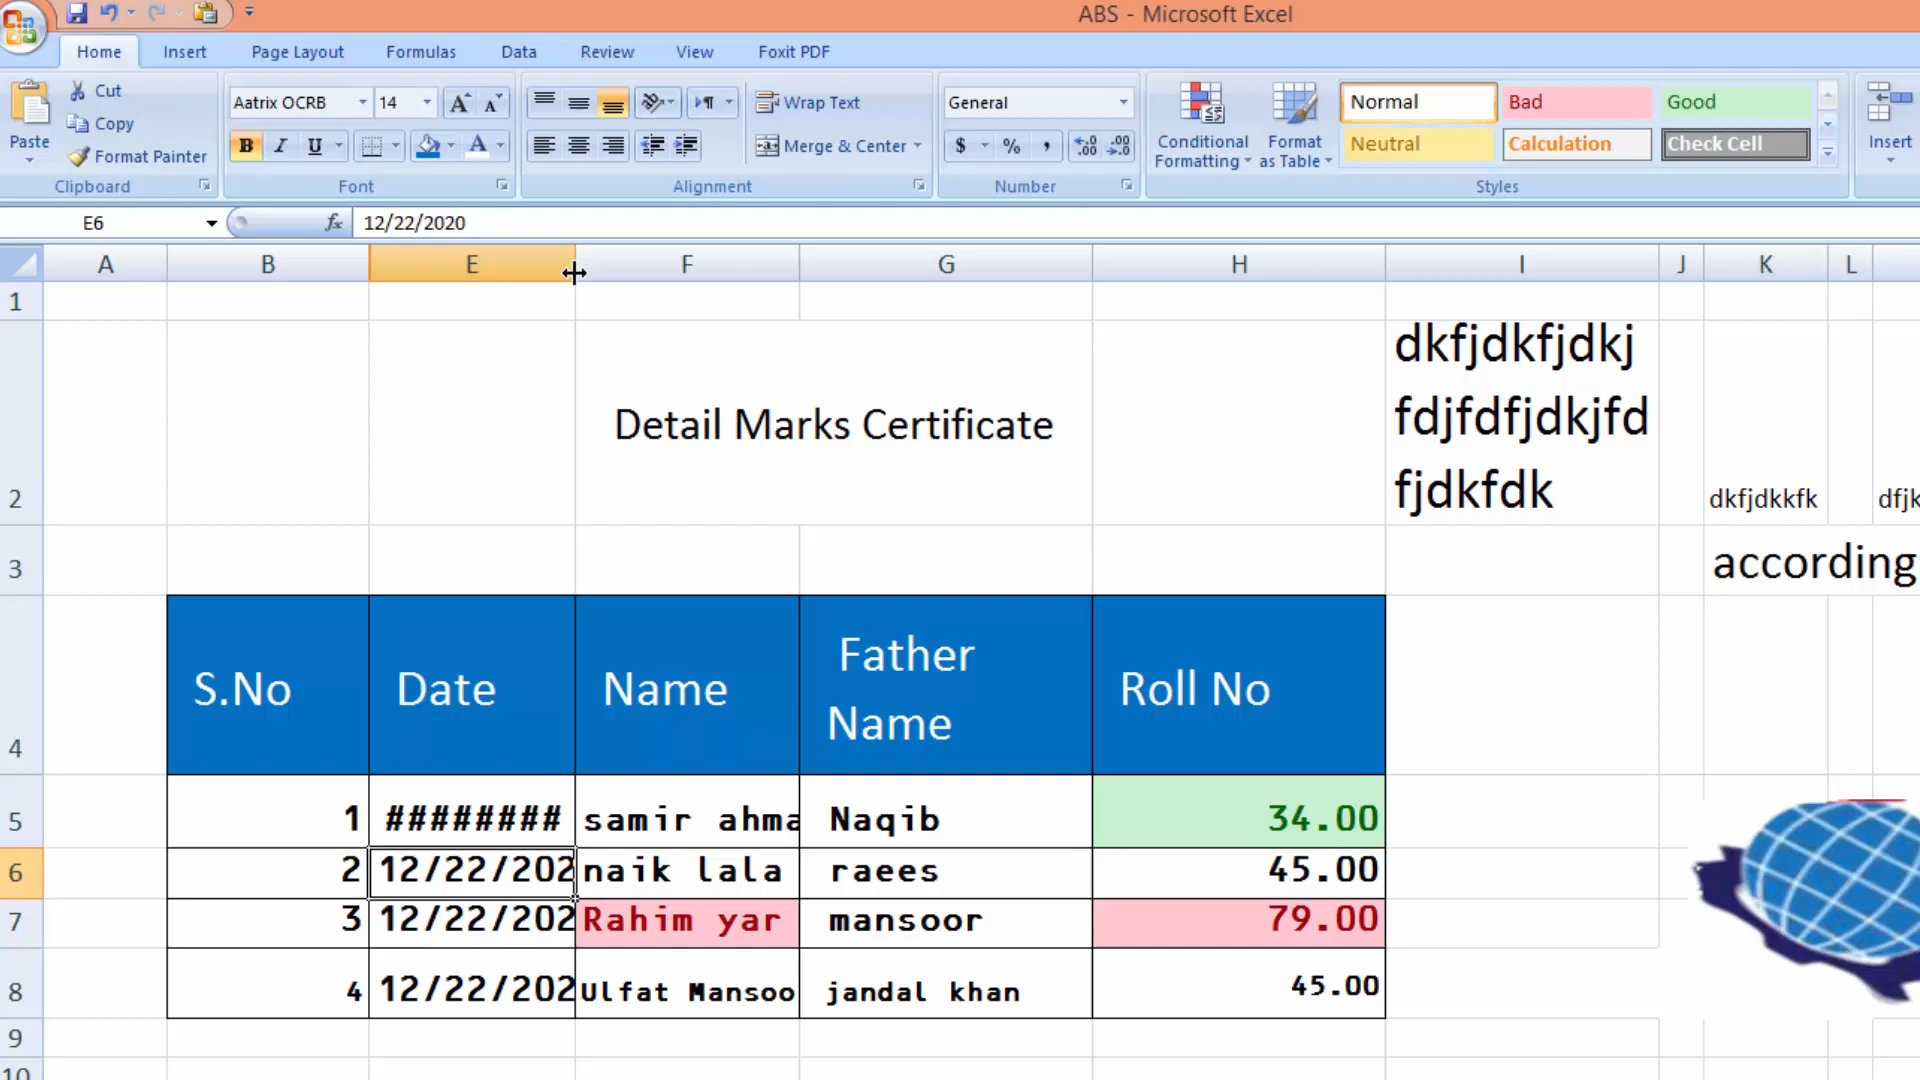 ABS - Microsoft Excel
Home Insert Page Layout Formulas Data Review View Foxit PDF
Paste Cut Copy Format Painter
Clipboard
Aatrix OCRB 14
B I U A
Font
Wrap Text
Merge & Center
Alignment
General
$ % ,
Number
Conditional Formatting
Format as Table
Normal Bad Good
Neutral Calculation Check Cell
Styles
Insert
E6 fx 12/22/2020
A B E F G H I J K L
1
2 Detail Marks Certificate
dkfjdkfjdkj
fdjfdfjdkjfd
fjdkfdk
dkfjdkkfk dfjk
3 according
4 S.No Date Name Father Name Roll No
5 1 ######## samir ahma Naqib 34.00
6 2 12/22/202 naik lala raees 45.00
7 3 12/22/202 Rahim yar mansoor 79.00
8 4 12/22/202 Ulfat Mansoo jandal khan 45.00
9
10